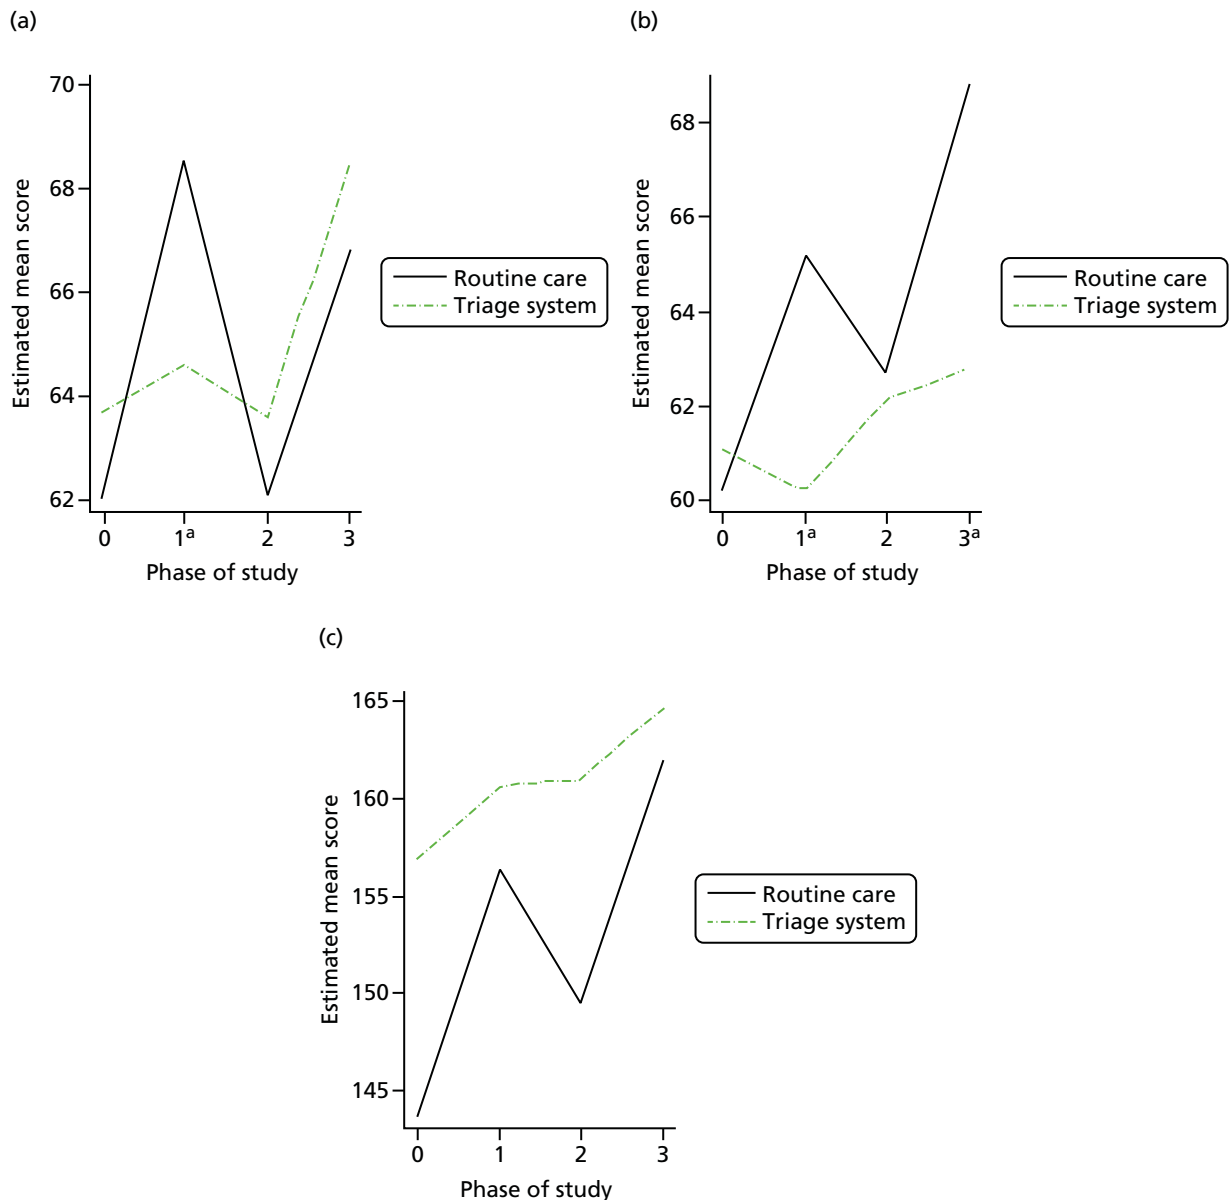 (a)
70
68
66
64
62
Estimated mean score
0 1ᵃ 2 3
Phase of study
Routine care
Triage system
(b)
68
66
64
62
60
Estimated mean score
0 1ᵃ 2 3ᵃ
Phase of study
Routine care
Triage system
(c)
165
160
155
150
145
Estimated mean score
0 1 2 3
Phase of study
Routine care
Triage system